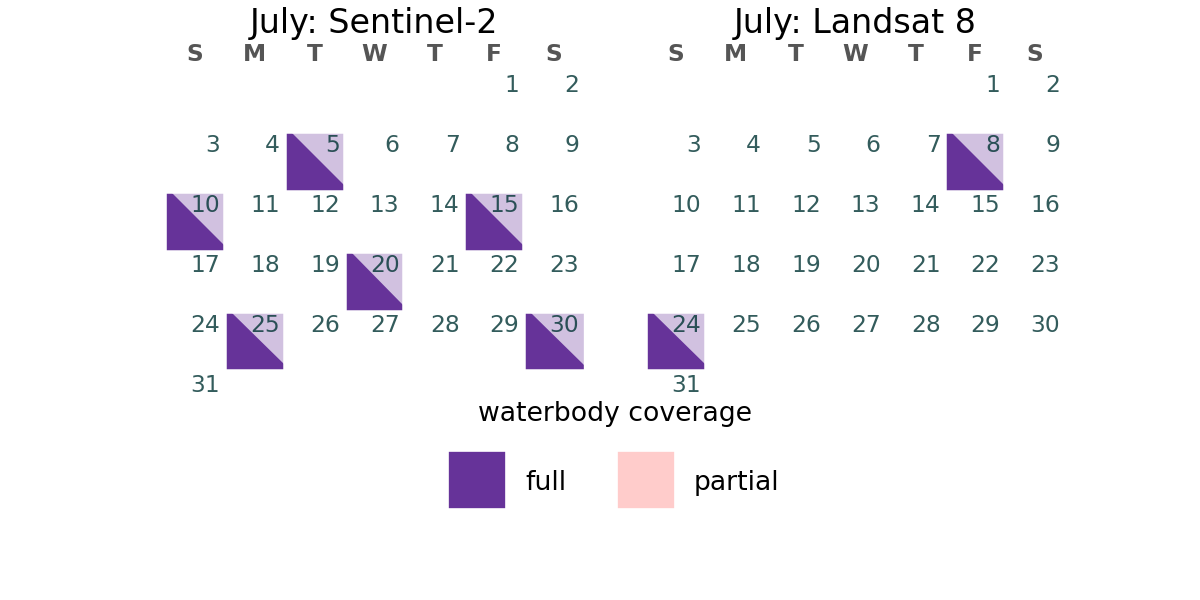 July: Sentinel-2
S M T W T F S
1 2
3 4 5 6 7 8 9
10 11 12 13 14 15 16
17 18 19 20 21 22 23
24 25 26 27 28 29 30
31
July: Landsat 8
S M T W T F S
1 2
3 4 5 6 7 8 9
10 11 12 13 14 15 16
17 18 19 20 21 22 23
24 25 26 27 28 29 30
31
waterbody coverage
full
partial